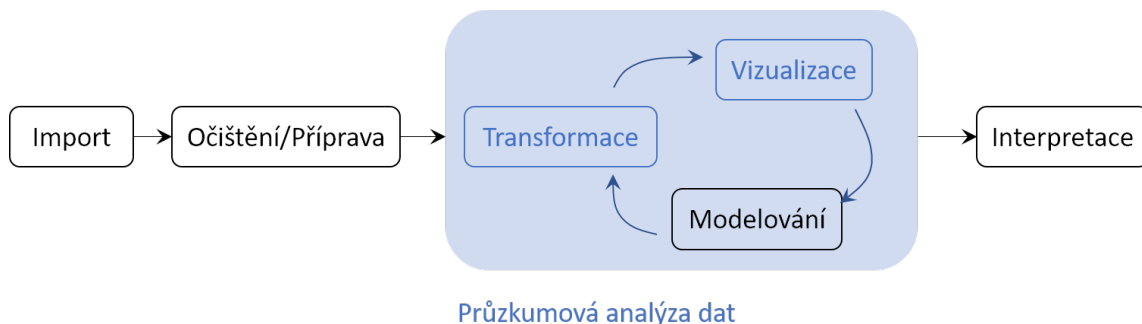 Import
Očištění/Příprava
Transformace
Vizualizace
Modelování
Interpretace
Průzkumová analýza dat